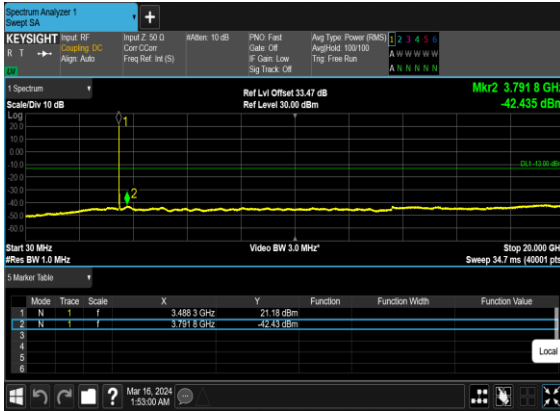 Spectrum Analyzer 1
Swept SA
+
KEYSIGHT Input: RF Input Z: 50 Ω #Atten: 10 dB PNO: Fast Avg Type: Power (RMS) 1 2 3 4 5 6
R T Coupling: DC Corr CCorr Gate: Off Avg|Hold: 100/100 A W W W W W
Align: Auto Freq Ref: Int (S) IF Gain: Low Trig: Free Run
Sig Track: Off A N N N N N
1 Spectrum Ref Lvl Offset 33.47 dB Mkr2 3.791 8 GHz
Scale/Div 10 dB Ref Level 30.00 dBm -42.435 dBm
Log
1
20.0
10.0
0.00
-10.0 DL1 -13.00 dBm
-20.0
-30.0
-40.0 2
-50.0
-60.0
Start 30 MHz Video BW 3.0 MHz* Stop 20.000 GH
#Res BW 1.0 MHz Sweep 34.7 ms (40001 pts
5 Marker Table
Mode Trace Scale X Y Function Function Width Function Value
1 N 1 f 3.488 3 GHz 21.18 dBm
2 N 1 f 3.791 8 GHz -42.43 dBm
3
4
5
6
Local
? Mar 16, 2024
1:53:00 AM